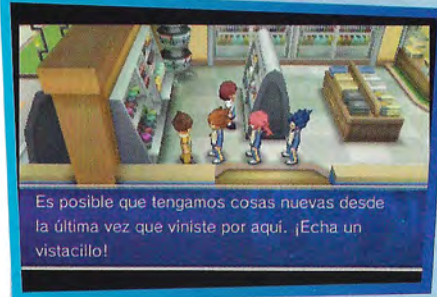 Es posible que tengamos cosas nuevas desde
la última vez que viniste por aquí. ¡Echa un
vistacillo!